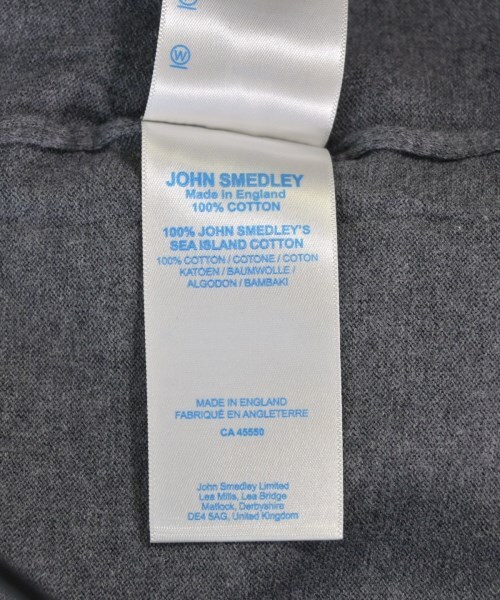 W
JOHN SMEDLEY
Made in England
100% COTTON
100% JOHN SMEDLEY'S
SEA ISLAND COTTON
100% COTTON / COTONE / COTON
KATOEN / BAUMWOLLE /
ALGODON / BAMBAKI
MADE IN ENGLAND
FABRIQUÉ EN ANGLETERRE
CA 45550
John Smedley Limited
Lea Mills, Lea Bridge
Matlock, Derbyshire
DE4 5AG, United Kingdom